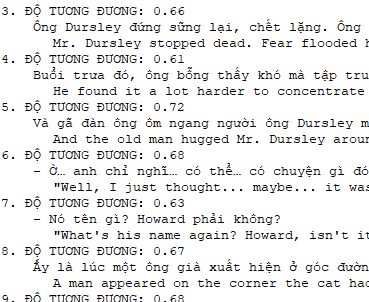 3. ĐỘ TƯƠNG ĐƯƠNG: 0.66
Ông Dursley đứng sững lại, chết lặng. Ông
Mr. Dursley stopped dead. Fear flooded h
4. ĐỘ TƯƠNG ĐƯƠNG: 0.61
Buổi trưa đó, ông bỗng thấy khó mà tập tru
He found it a lot harder to concentrate
5. ĐỘ TƯƠNG ĐƯƠNG: 0.72
Và gã đàn ông ôm ngang người ông Dursley m
And the old man hugged Mr. Dursley aroun
6. ĐỘ TƯƠNG ĐƯƠNG: 0.68
– Ờ… anh chỉ nghĩ… có thể… có chuyện gì đó
"Well, I just thought... maybe... it was
7. ĐỘ TƯƠNG ĐƯƠNG: 0.63
– Nó tên gì? Howard phải không?
"What's his name again? Howard, isn't it
8. ĐỘ TƯƠNG ĐƯƠNG: 0.67
Ấy là lúc một ông già xuất hiện ở góc đườn
A man appeared on the corner the cat had
9. ĐỘ TƯƠNG ĐƯƠNG: 0.68